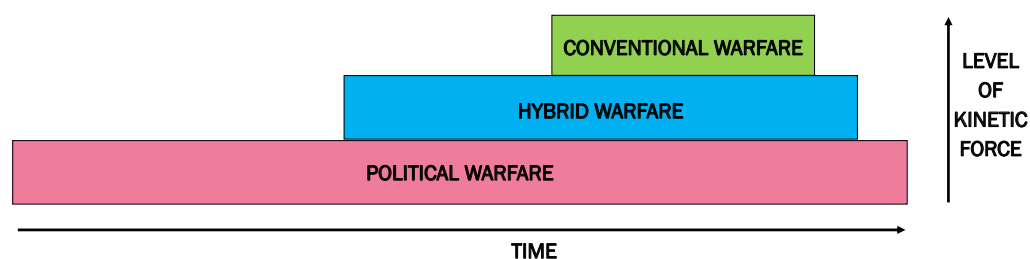 CONVENTIONAL WARFARE
HYBRID WARFARE
POLITICAL WARFARE
TIME
LEVEL
OF
KINETIC
FORCE